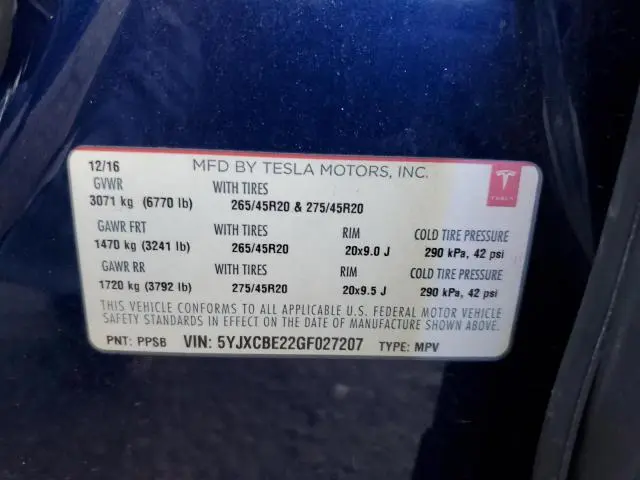 12/16 MFD BY TESLA MOTORS, INC.
GVWR WITH TIRES
3071 kg (6770 lb) 265/45R20 & 275/45R20
TESLA
GAWR FRT WITH TIRES RIM COLD TIRE PRESSURE
1470 kg (3241 lb) 265/45R20 20x9.0 J 290 kPa, 42 psi
GAWR RR WITH TIRES RIM COLD TIRE PRESSURE
1720 kg (3792 lb) 275/45R20 20x9.5 J 290 kPa, 42 psi
THIS VEHICLE CONFORMS TO ALL APPLICABLE U.S. FEDERAL MOTOR VEHICLE
SAFETY STANDARDS IN EFFECT ON THE DATE OF MANUFACTURE SHOWN ABOVE.
PNT: PPSB VIN: 5YJXCBE22GF027207 TYPE: MPV